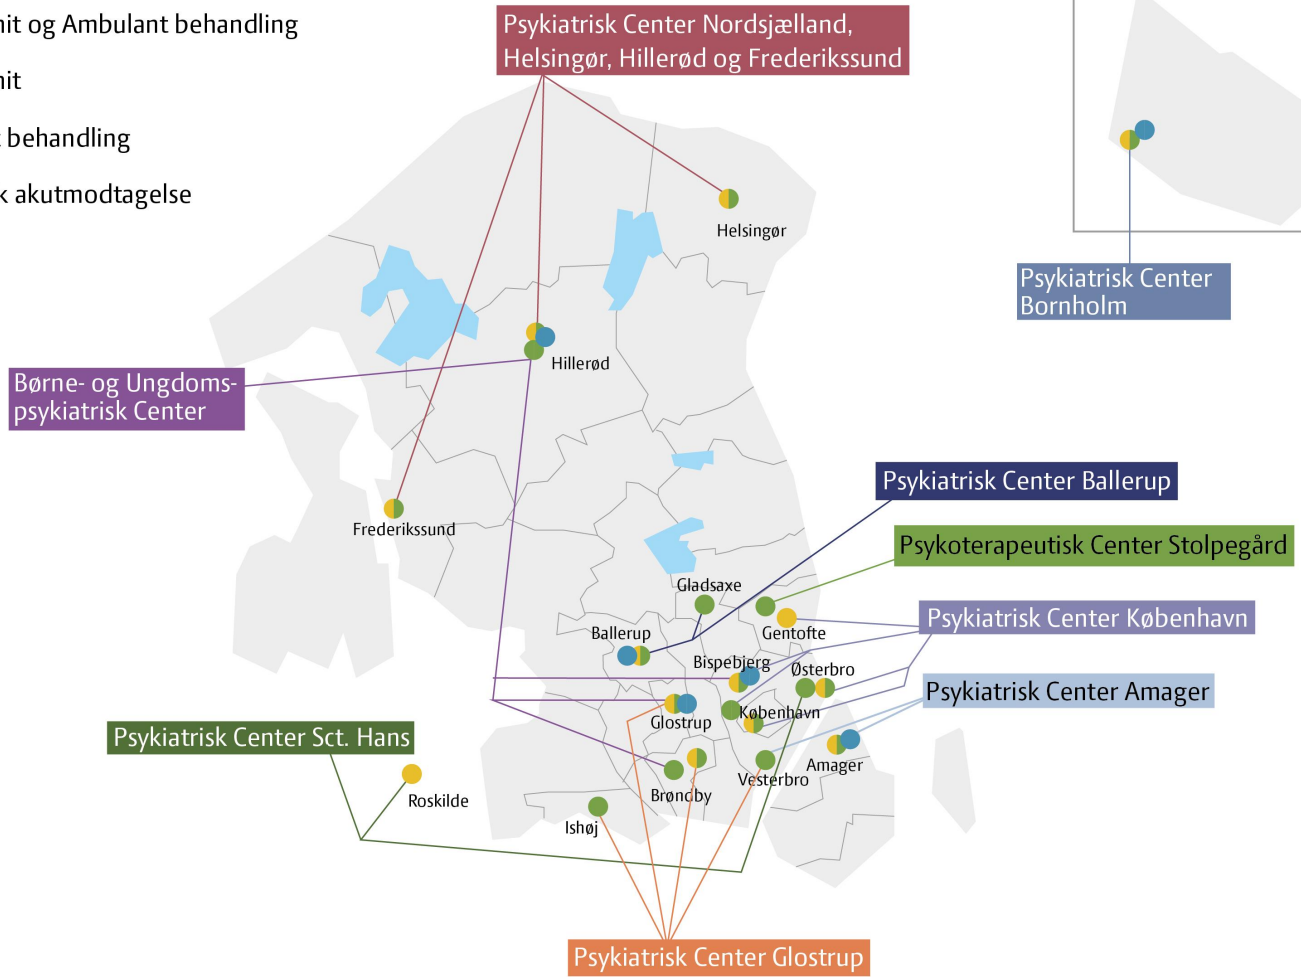 og Ambulant behandling
behandling
akutmodtagelse
Psykiatrisk Center Nordsjælland,
Helsingør, Hillerød og Frederikssund
Helsingør
Psykiatrisk Center
Bornholm
Hillerød
Børne- og Ungdoms-
psykiatrisk Center
Frederikssund
Psykiatrisk Center Ballerup
Psykoterapeutisk Center Stolpegård
Gladsaxe
Psykiatrisk Center København
Ballerup
Gentofte
Bispebjerg
Østerbro
Psykiatrisk Center Amager
Glostrup
København
Psykiatrisk Center Sct. Hans
Amager
Vesterbro
Roskilde
Brøndby
Ishøj
Psykiatrisk Center Glostrup